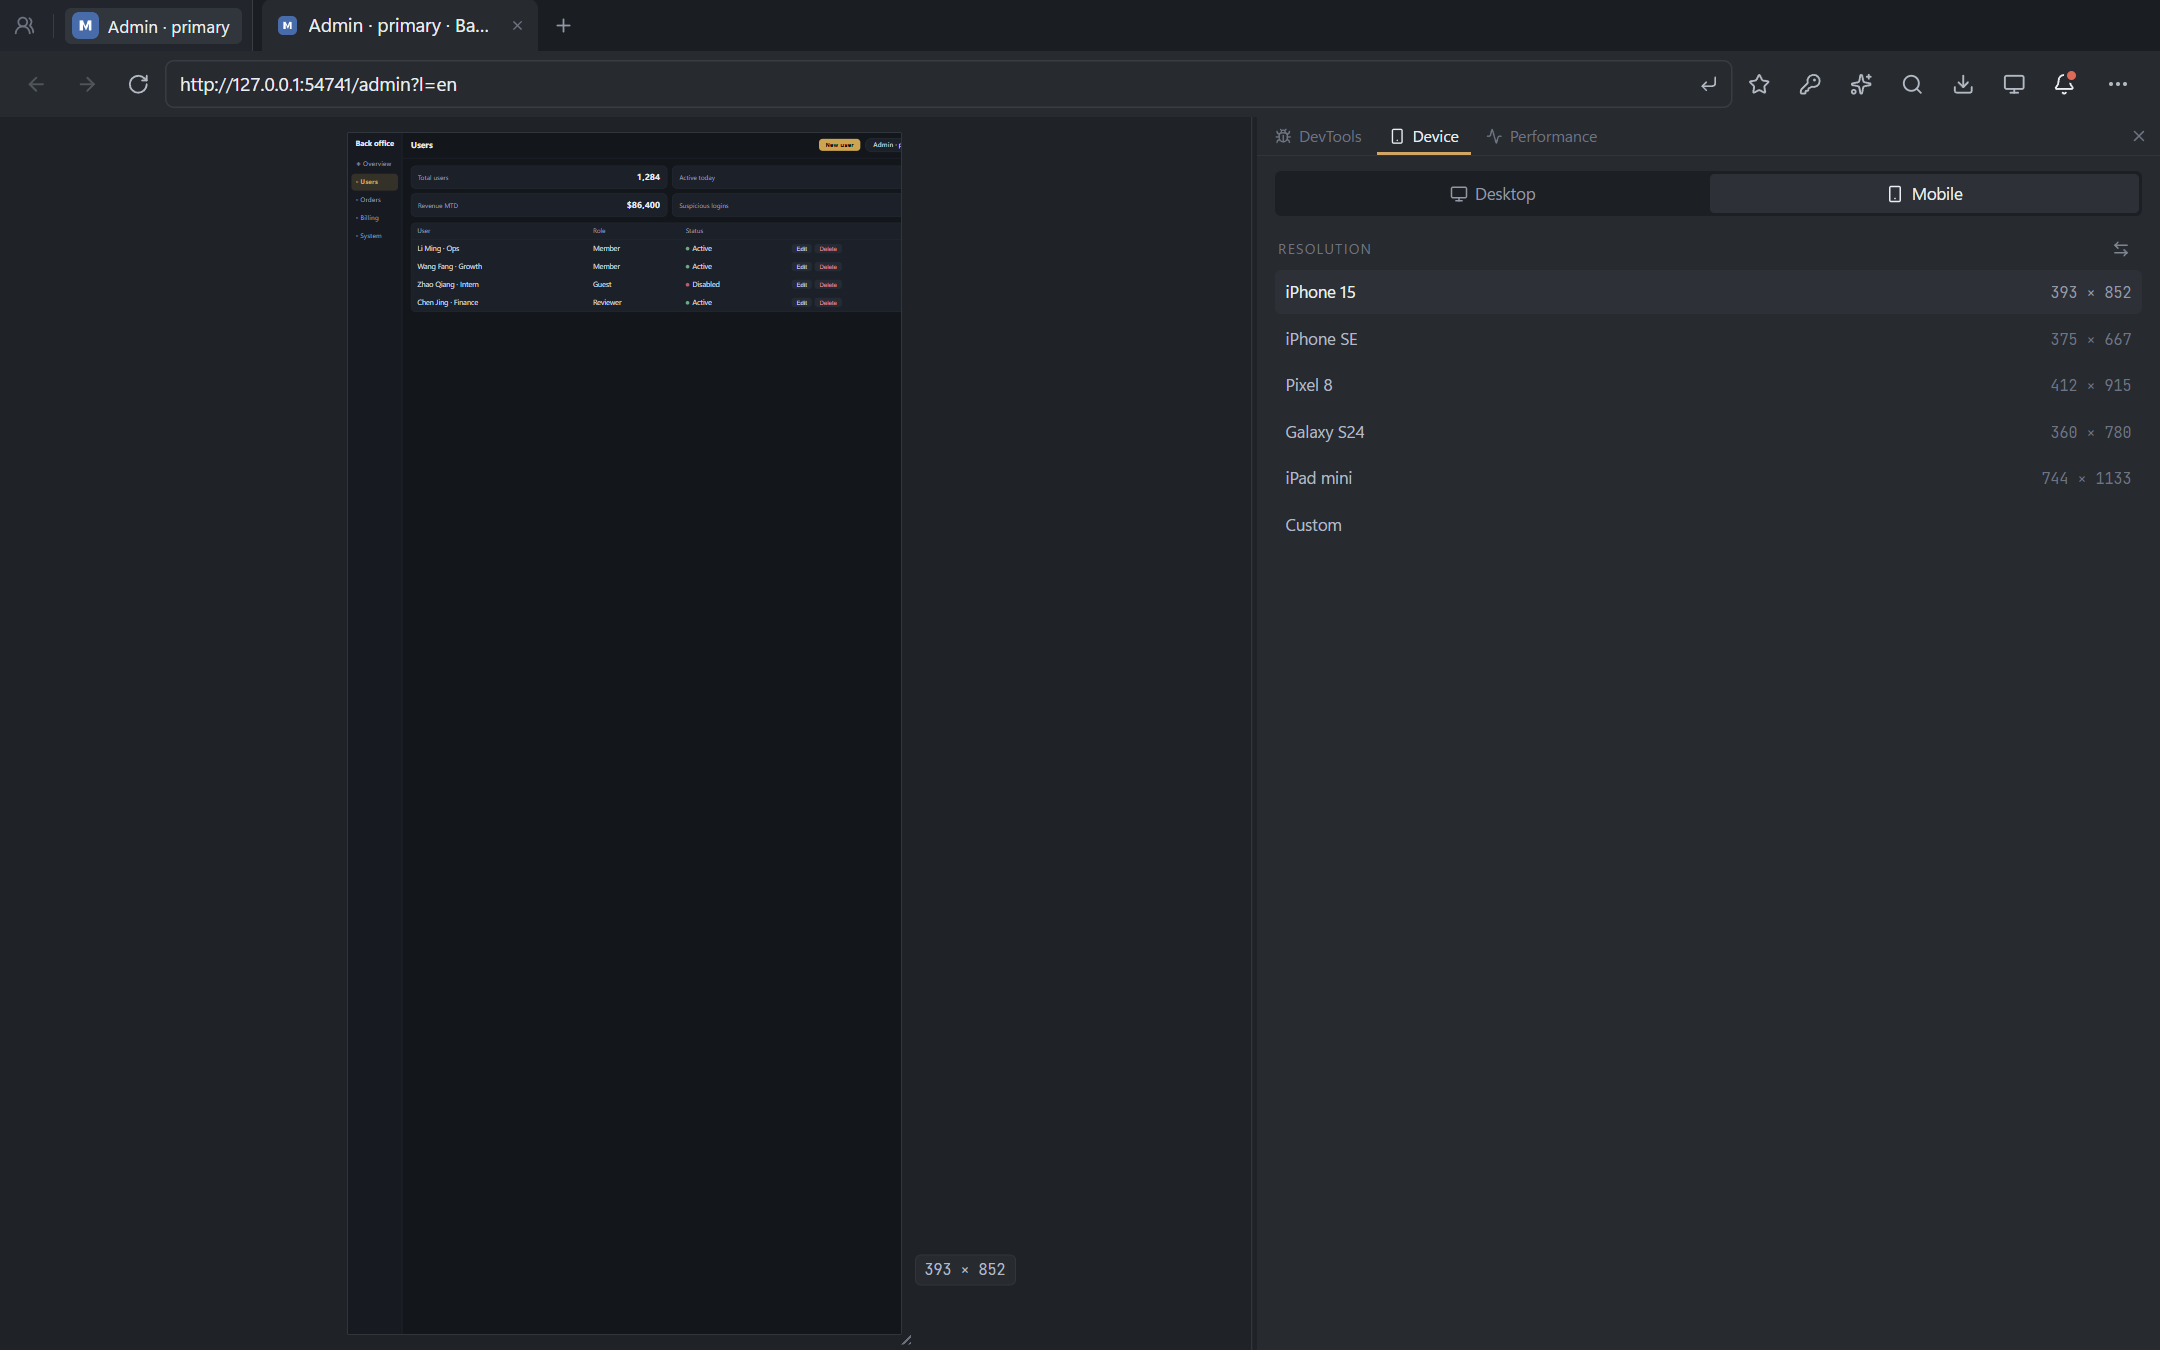 M Admin · primary
M Admin · primary · Ba...
http://127.0.0.1:54741/admin?l=en
DevTools
Device
Performance
Back office
Overview
Users
Orders
Billing
System
Users
New user
Admin · p
Total users 1,284
Active today
Revenue MTD $86,400
Suspicious logins
User Role Status
Li Ming · Ops Member Active Edit Delete
Wang Fang · Growth Member Active Edit Delete
Zhao Qiang · Intern Guest Disabled Edit Delete
Chen Jing · Finance Reviewer Active Edit Delete
393 × 852
Desktop
Mobile
RESOLUTION
iPhone 15 393 × 852
iPhone SE 375 × 667
Pixel 8 412 × 915
Galaxy S24 360 × 780
iPad mini 744 × 1133
Custom